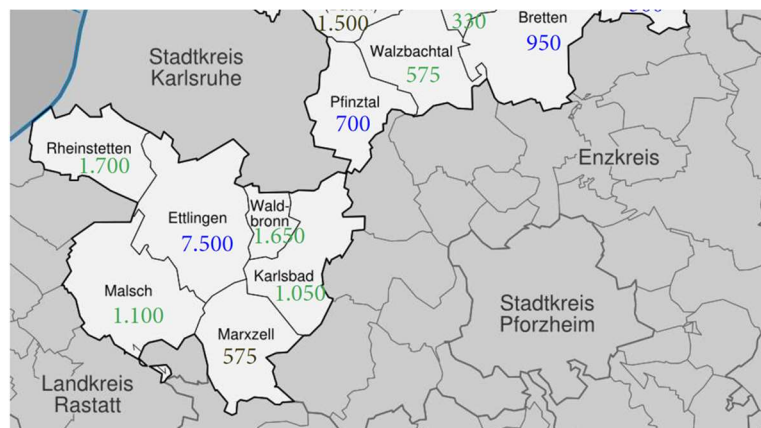 1.500
330
Bretten
950
Stadtkreis
Karlsruhe
Walzbachtal
575
Pfinztal
700
Rheinstetten
1.700
Enzkreis
Ettlingen
7.500
Wald-
bronn
1.650
Karlsbad
1.050
Malsch
1.100
Stadtkreis
Pforzheim
Marxzell
575
Landkreis
Rastatt